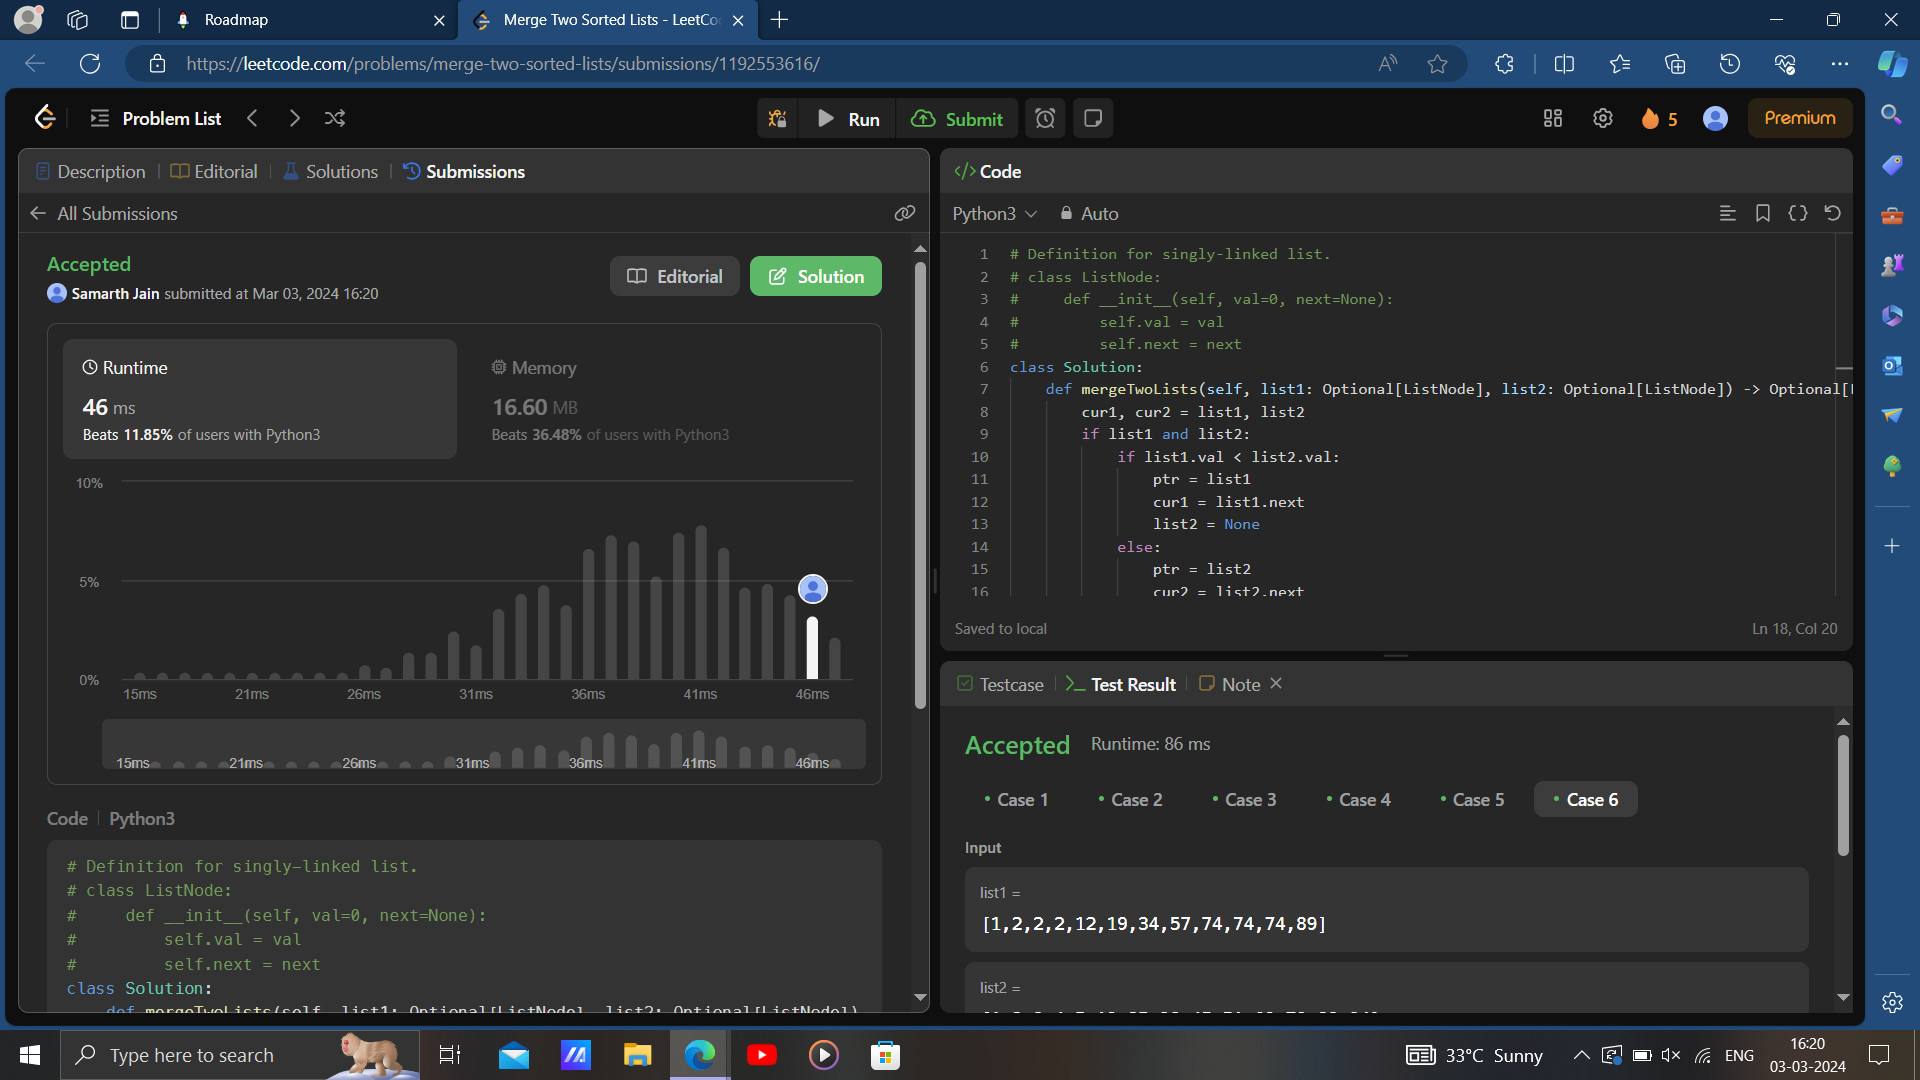 Roadmap
Merge Two Sorted Lists - LeetCo
https://leetcode.com/problems/merge-two-sorted-lists/submissions/1192553616/
Problem List
Run
Submit
5
Premium
Description
Editorial
Solutions
Submissions
All Submissions
Accepted
Samarth Jain submitted at Mar 03, 2024 16:20
Editorial
Solution
Runtime
46 ms
Beats 11.85% of users with Python3
Memory
16.60 MB
Beats 36.48% of users with Python3
10%
5%
0%
15ms 21ms 26ms 31ms 36ms 41ms 46ms
15ms 21ms 26ms 31ms 36ms 41ms 46ms
Code | Python3
# Definition for singly-linked list.
# class ListNode:
#     def __init__(self, val=0, next=None):
#         self.val = val
#         self.next = next
class Solution:
    def mergeTwoLists(self, list1: Optional[ListNode], list2: Optional[ListNode])
</> Code
Python3
Auto
1 # Definition for singly-linked list.
2 # class ListNode:
3 #     def __init__(self, val=0, next=None):
4 #         self.val = val
5 #         self.next = next
6 class Solution:
7     def mergeTwoLists(self, list1: Optional[ListNode], list2: Optional[ListNode]) -> Optional[L
8         cur1, cur2 = list1, list2
9         if list1 and list2:
10             if list1.val < list2.val:
11                 ptr = list1
12                 cur1 = list1.next
13                 list2 = None
14             else:
15                 ptr = list2
16                 cur2 = list2.next
Saved to local
Ln 18, Col 20
Testcase
Test Result
Note
Accepted
Runtime: 86 ms
Case 1
Case 2
Case 3
Case 4
Case 5
Case 6
Input
list1 =
[1,2,2,2,12,19,34,57,74,74,74,89]
list2 =
Type here to search
33°C Sunny
ENG
16:20
03-03-2024